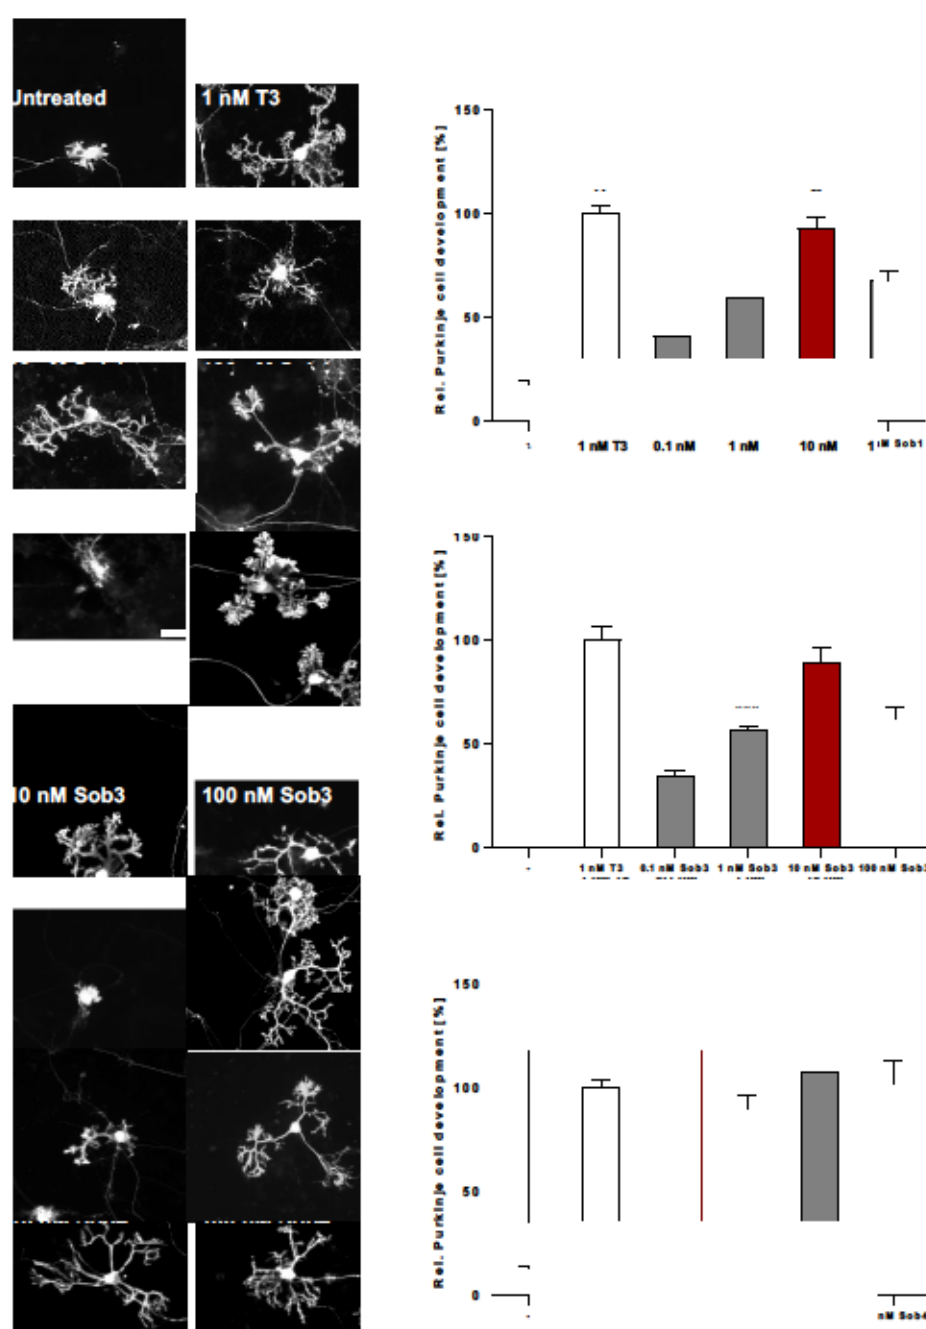 Untreated
1 nM T3
10 nM Sob3
100 nM Sob3
Rel. Purkinje cell development [%]
150
100
50
0
-
1 nM T3
0.1 nM
1 nM
10 nM
1
nM Sob1
Rel. Purkinje cell development [%]
150
100
50
0
-
1 nM T3
0.1 nM Sob3
1 nM Sob3
10 nM Sob3
100 nM Sob3
Rel. Purkinje cell development [%]
150
100
50
0
-